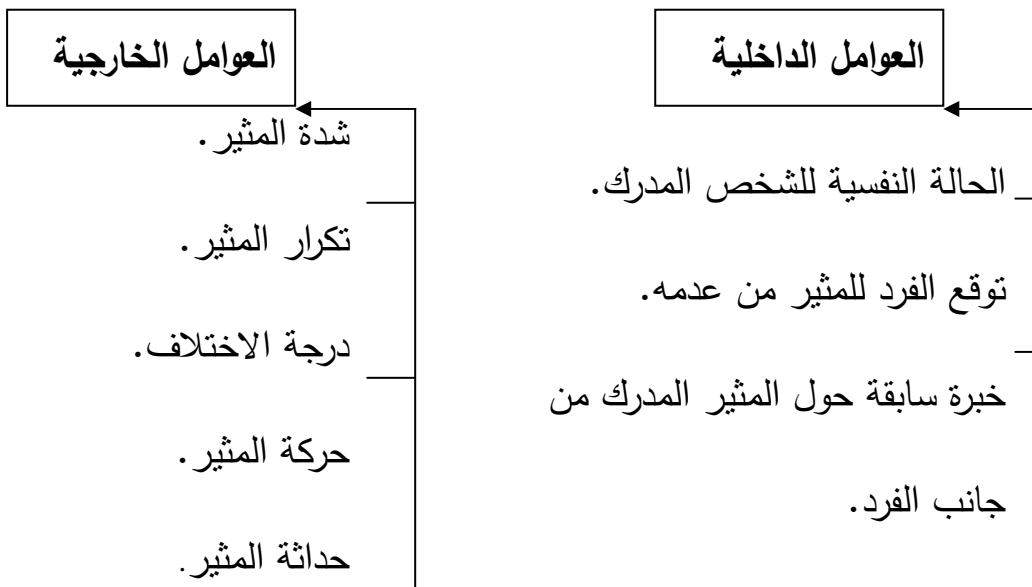 العوامل الداخلية
الحالة النفسية للشخص المدرك.
توقع الفرد للمثير من عدمه.
خبرة سابقة حول المثير المدرك من
جانب الفرد.
العوامل الخارجية
شدة المثير.
تكرار المثير.
درجة الاختلاف.
حركة المثير.
حداثة المثير.